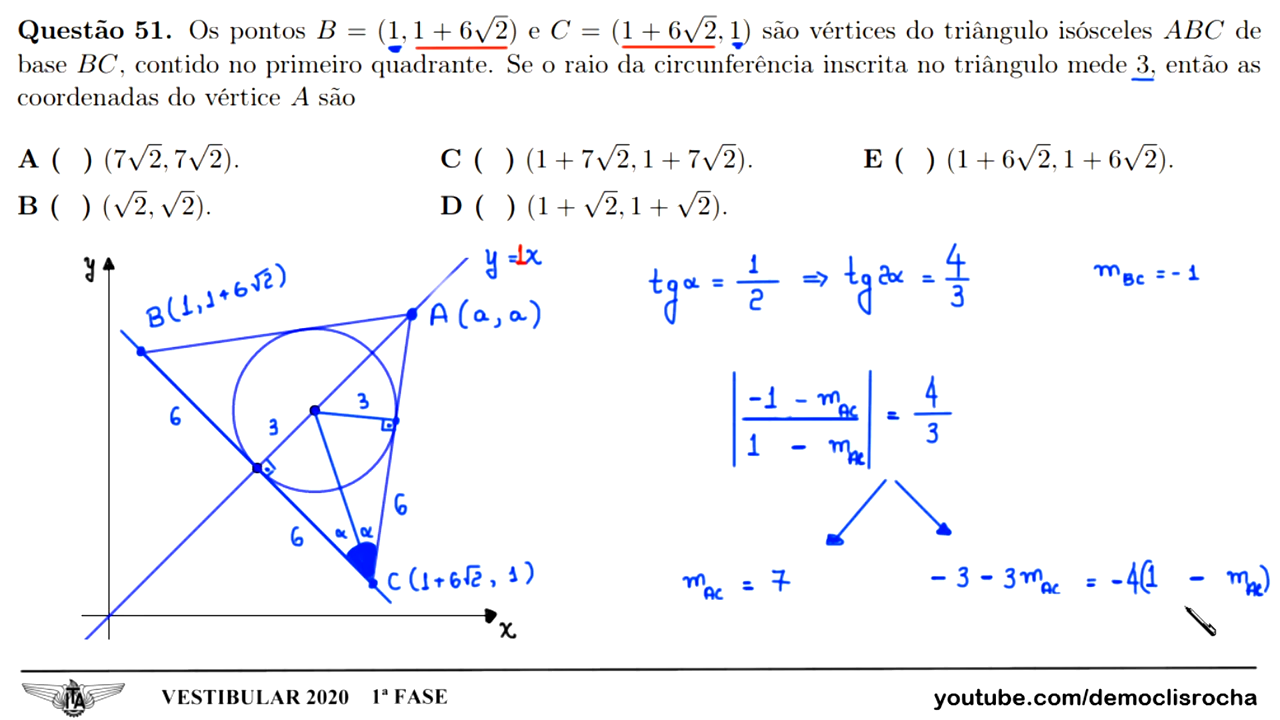 Questão 51. Os pontos B = (1, 1 + 6√2) e C = (1 + 6√2, 1) são vértices do triângulo isósceles ABC de
base BC, contido no primeiro quadrante. Se o raio da circunferência inscrita no triângulo mede 3, então as
coordenadas do vértice A são
A ( ) (7√2, 7√2). C ( ) (1 + 7√2, 1 + 7√2). E ( ) (1 + 6√2, 1 + 6√2).
B ( ) (√2, √2). D ( ) (1 + √2, 1 + √2).
y
y = 1x
B(1, 1+6√2)
A (a, a)
3
6
3
6
6
α α
C (1+6√2, 1)
x
tg α = 1/2 ⇒ tg 2α = 4/3
m_BC = -1
|(-1 - m_AC)/(1 - m_AC)| = 4/3
m_AC = 7
-3 - 3m_AC = -4(1 - m_AC)
ITA
VESTIBULAR 2020 1ª FASE
youtube.com/democlisrocha